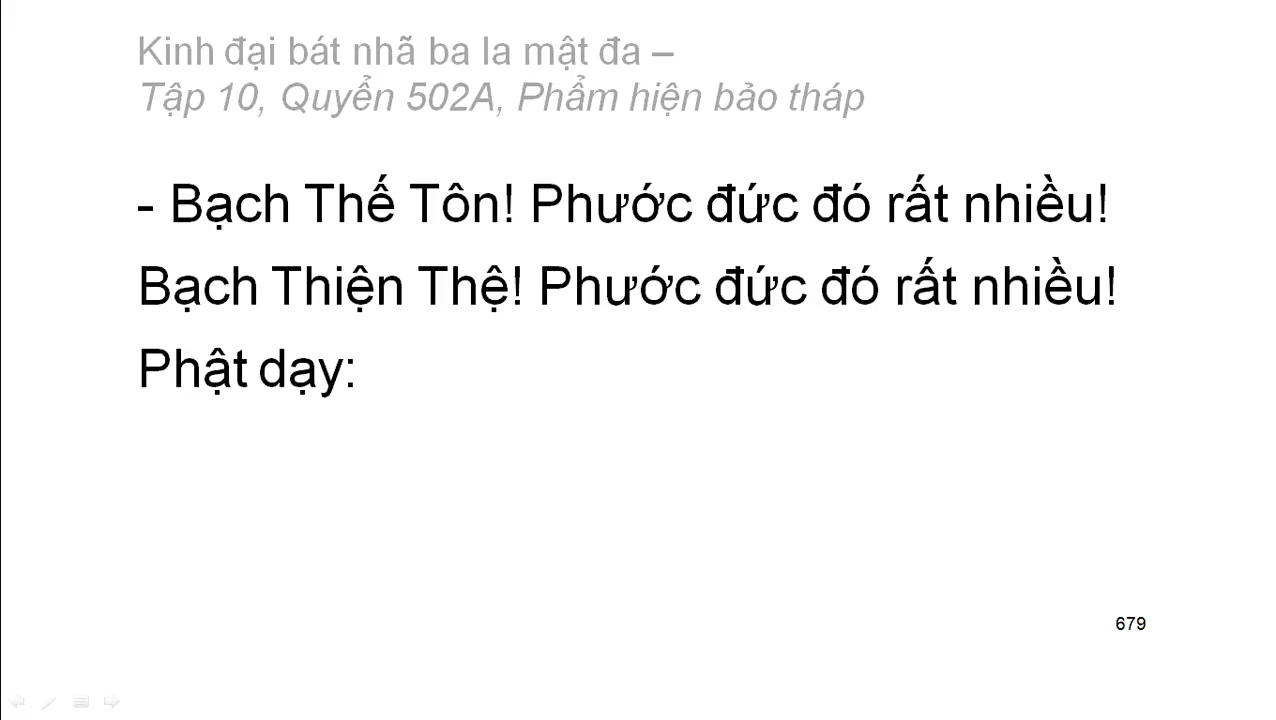 Kinh đại bát nhã ba la mật đa –
Tập 10, Quyển 502A, Phẩm hiện bảo tháp
- Bạch Thế Tôn! Phước đức đó rất nhiều!
Bạch Thiện Thệ! Phước đức đó rất nhiều!
Phật dạy:
679